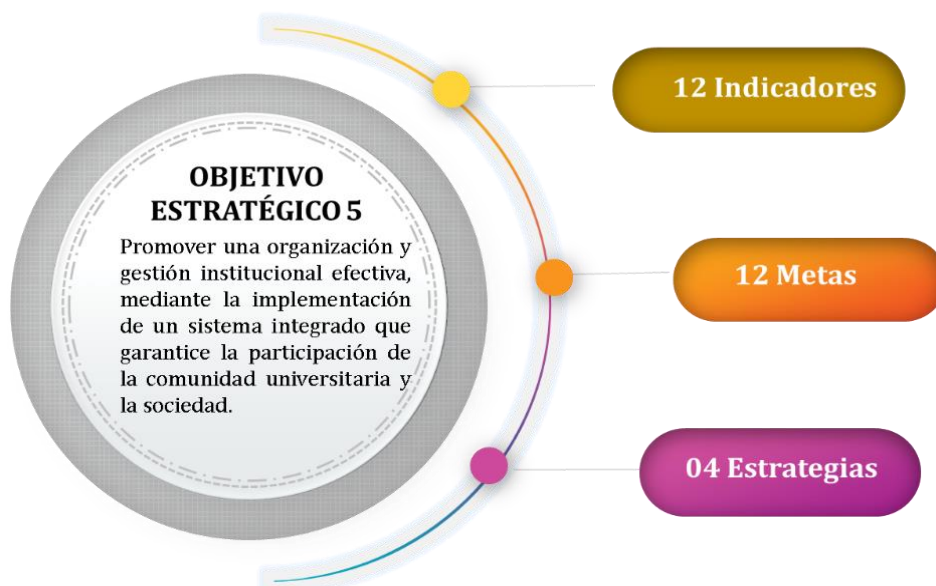 OBJETIVO
ESTRATÉGICO 5
Promover una organización y
gestión institucional efectiva,
mediante la implementación
de un sistema integrado que
garantice la participación de
la comunidad universitaria y
la sociedad.
12 Indicadores
12 Metas
04 Estrategias